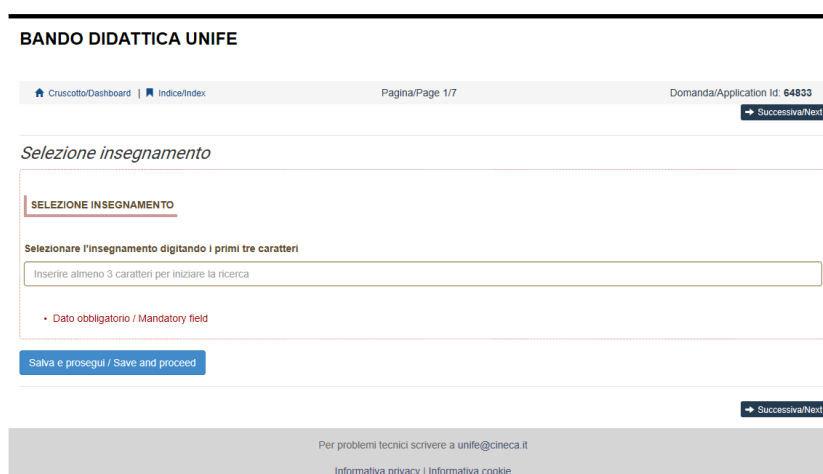 BANDO DIDATTICA UNIFE
Cruscotto/Dashboard | Indice/Index
Pagina/Page 1/7
Domanda/Application Id: 64833
Successiva/Next
Selezione insegnamento
SELEZIONE INSEGNAMENTO
Selezionare l'insegnamento digitando i primi tre caratteri
Inserire almeno 3 caratteri per iniziare la ricerca
• Dato obbligatorio / Mandatory field
Salva e prosegui / Save and proceed
Successiva/Next
Per problemi tecnici scrivere a unife@cineca.it
Informativa privacy | Informativa cookie